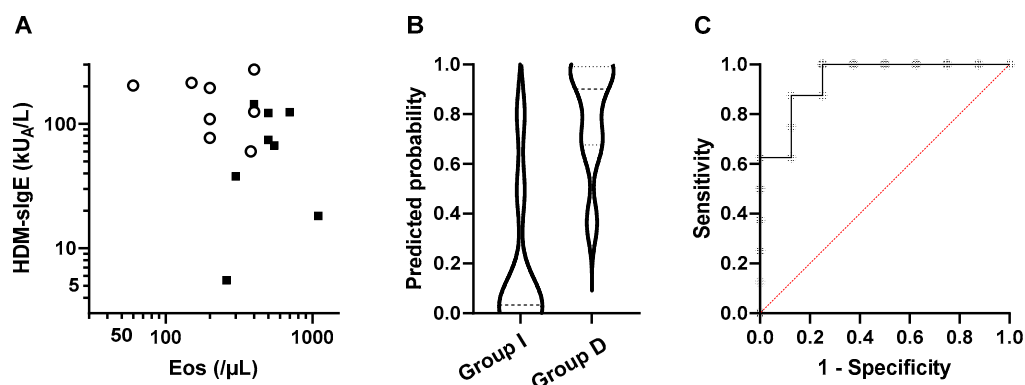 A
HDM-sIgE (kUA/L)
100
10
5
50
100
1000
Eos (/µL)
B
Predicted probability
1.0
0.8
0.6
0.4
0.2
0.0
Group I
Group D
C
Sensitivity
1.0
0.8
0.6
0.4
0.2
0.0
0.0
0.2
0.4
0.6
0.8
1.0
1 - Specificity